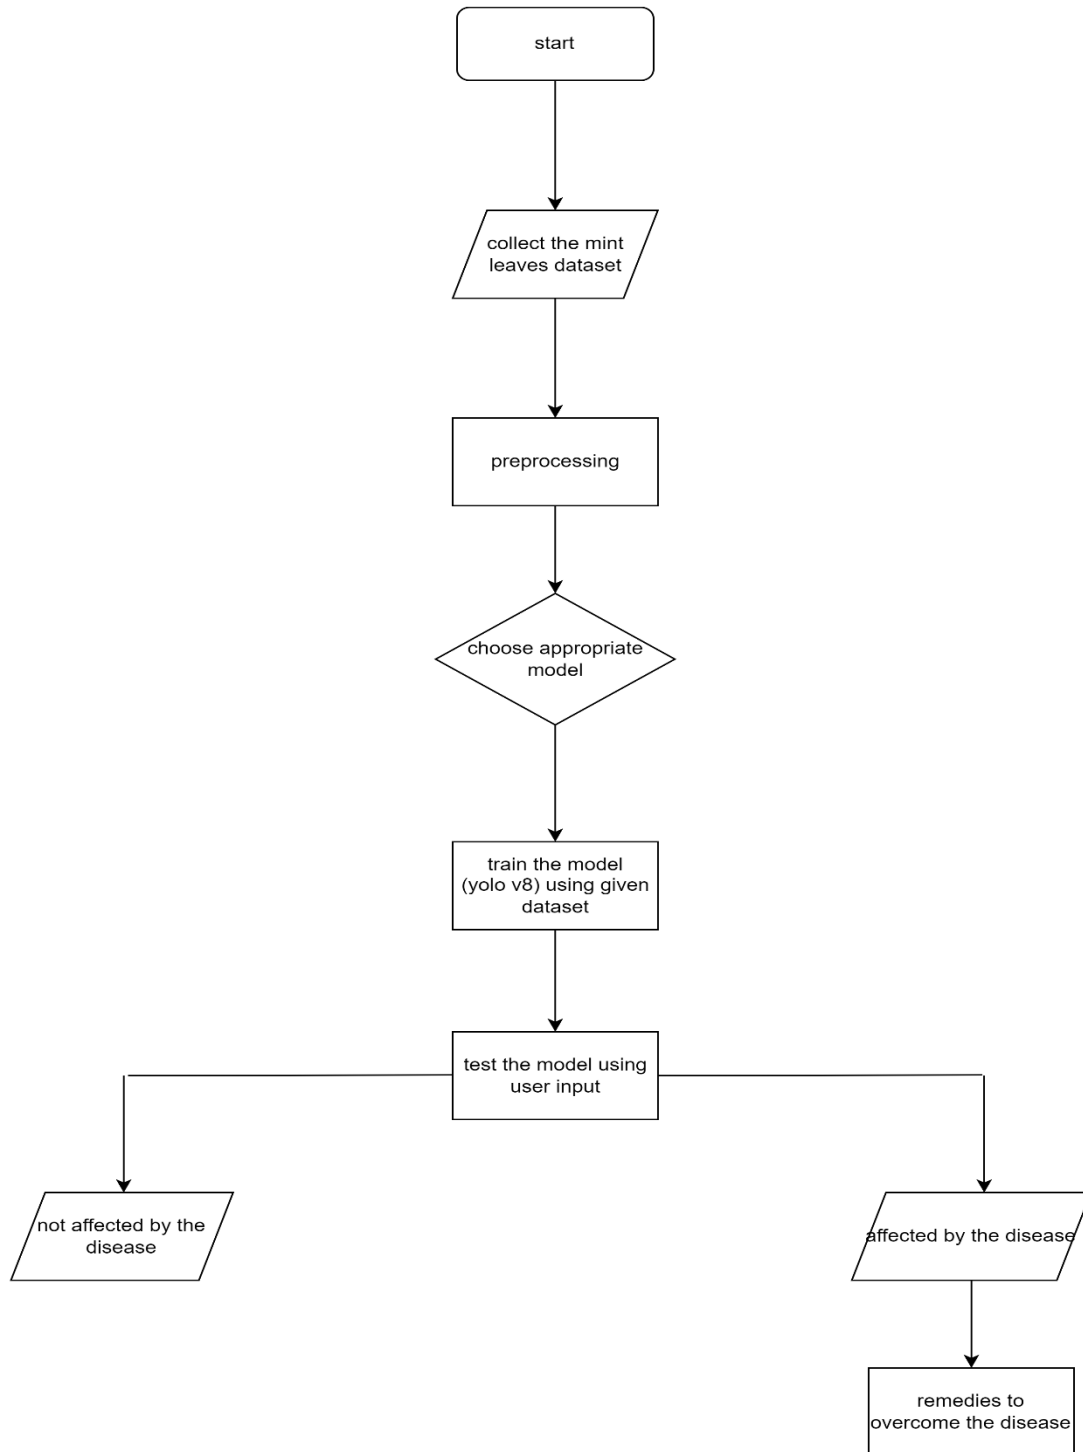 start
collect the mint
leaves dataset
preprocessing
choose appropriate
model
train the model
(yolo v8) using given
dataset
test the model using
user input
not affected by the
disease
affected by the disease
remedies to
overcome the disease